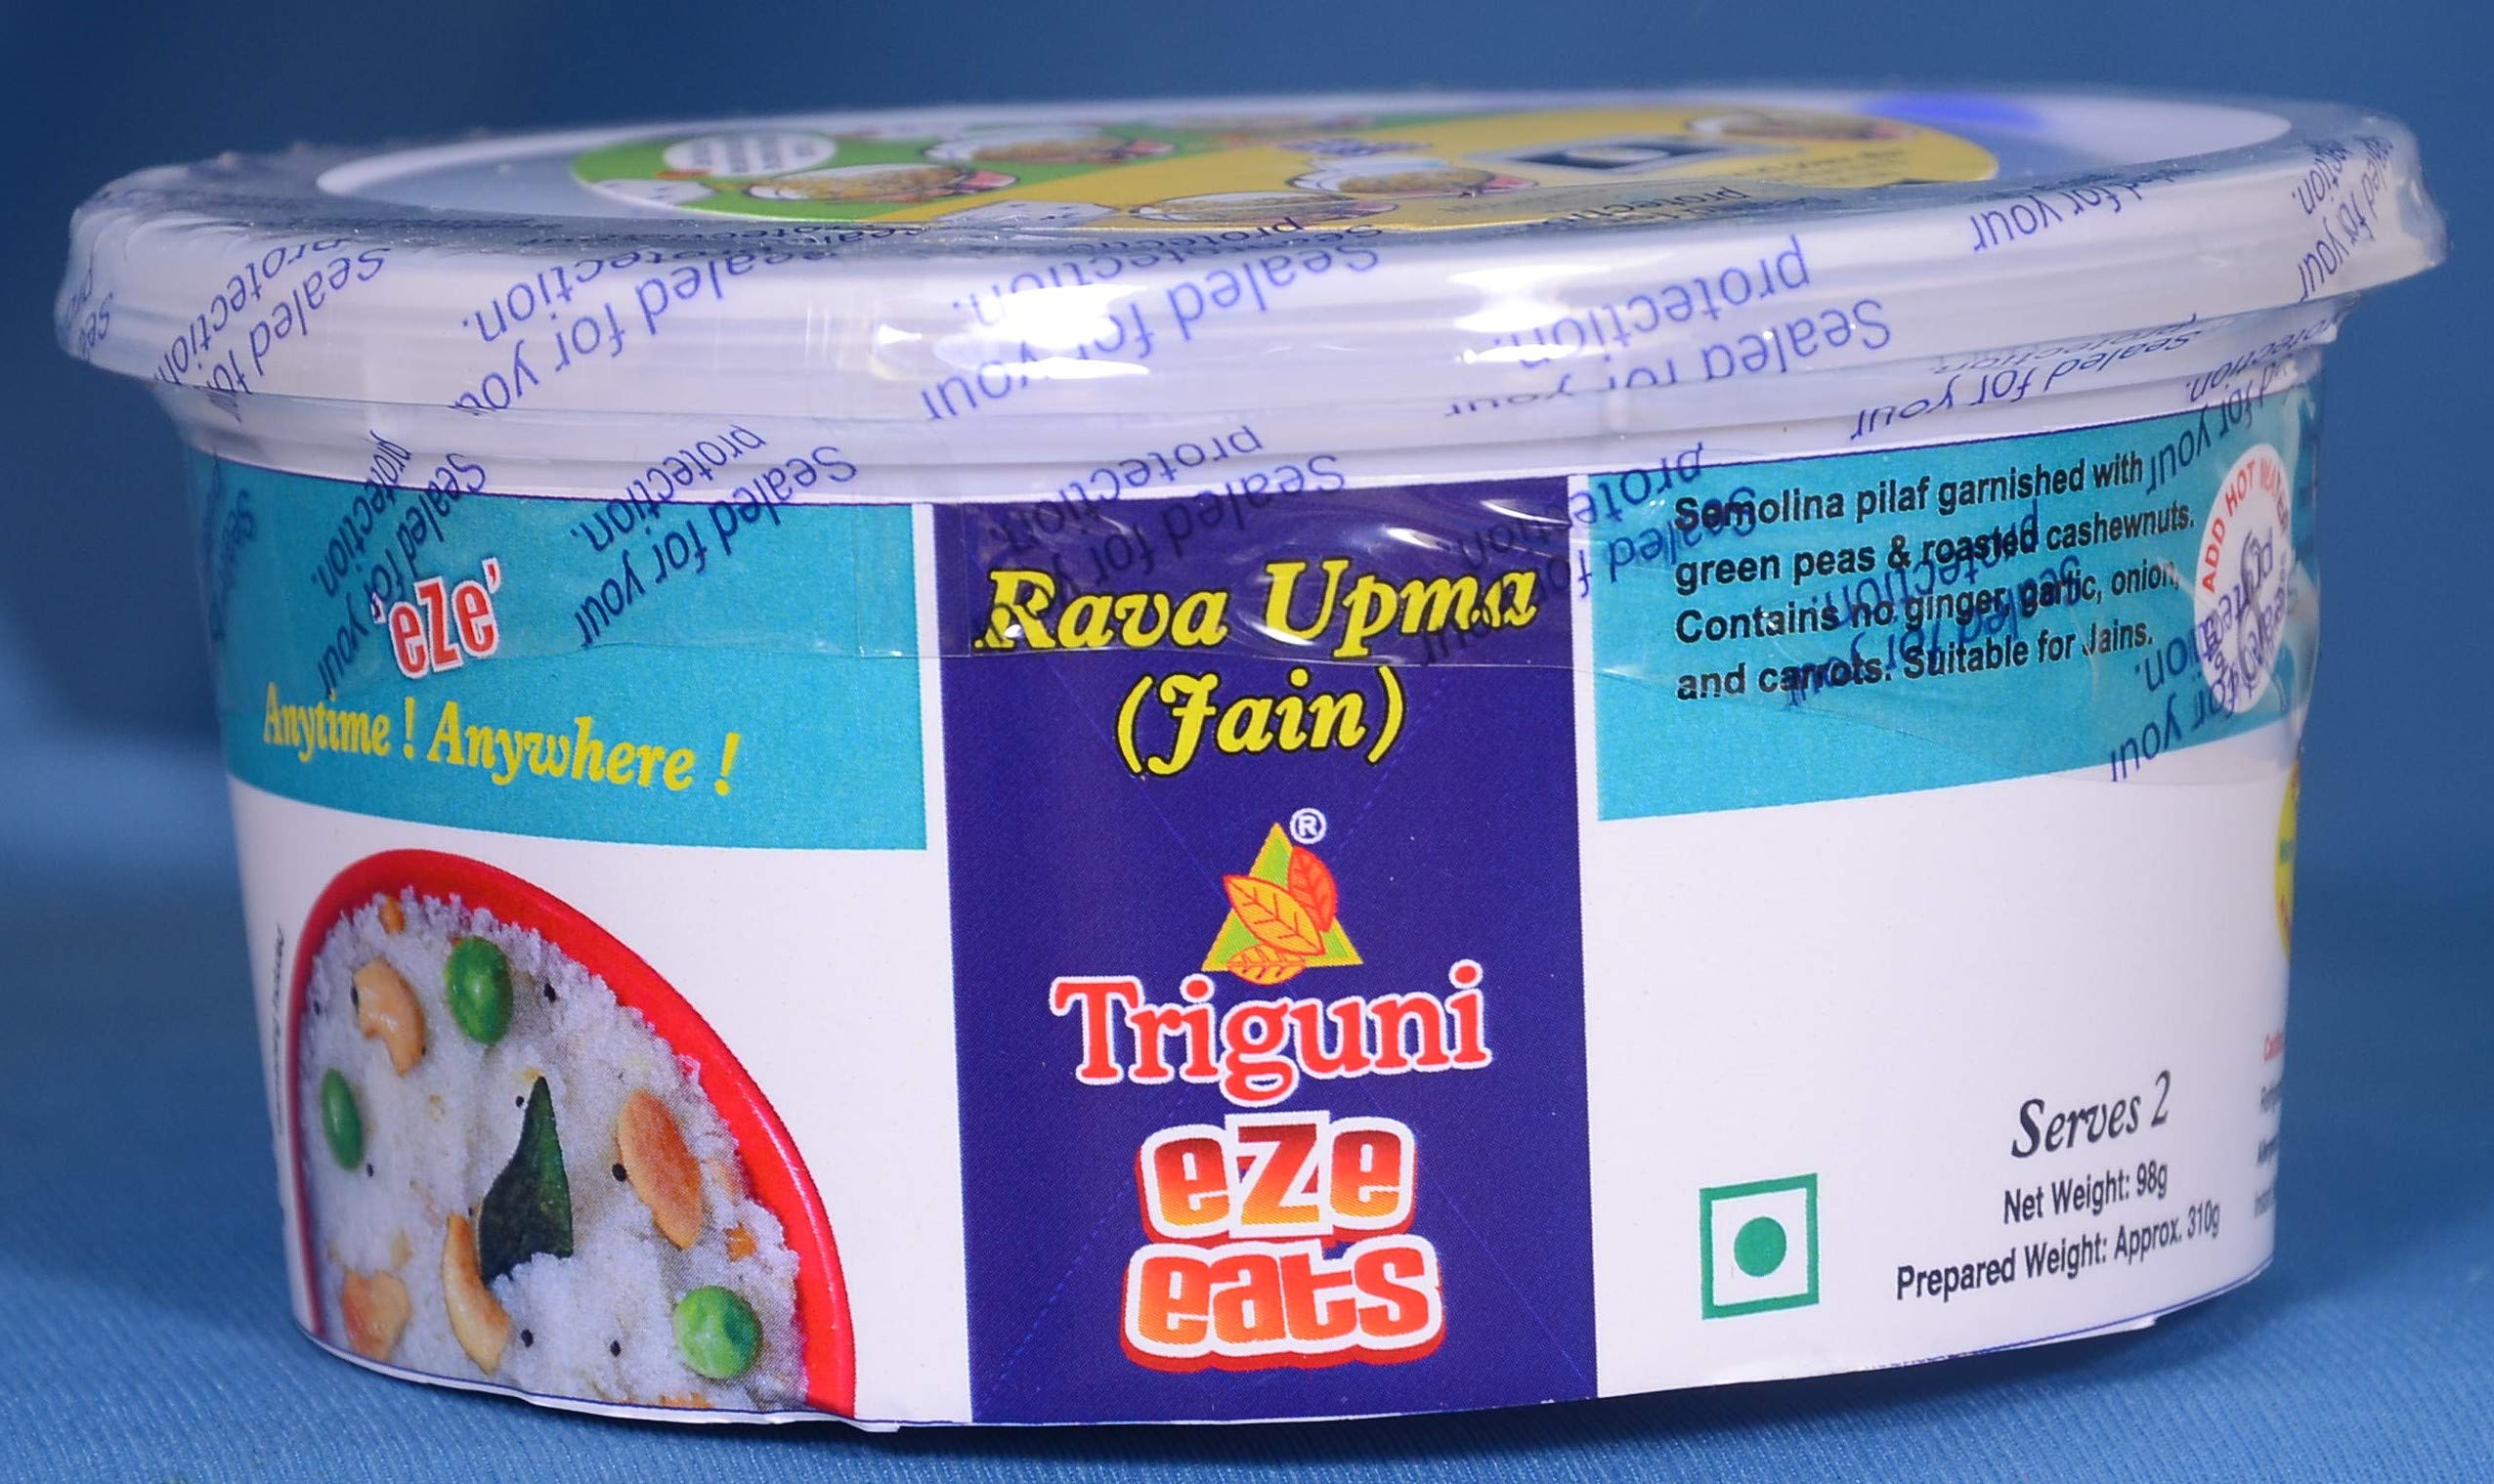 Sealed for your
protection.
'eZe'
Anytime ! Anywhere !
Rava Upma
(Jain)
®
Triguni
eZe
eats
Semolina pilaf garnished with
green peas & roasted cashewnuts.
Contains no ginger, garlic, onion,
and carrots. Suitable for Jains.
ADD HOT WATER
Serves 2
Net Weight: 98g
Prepared Weight: Approx. 310g